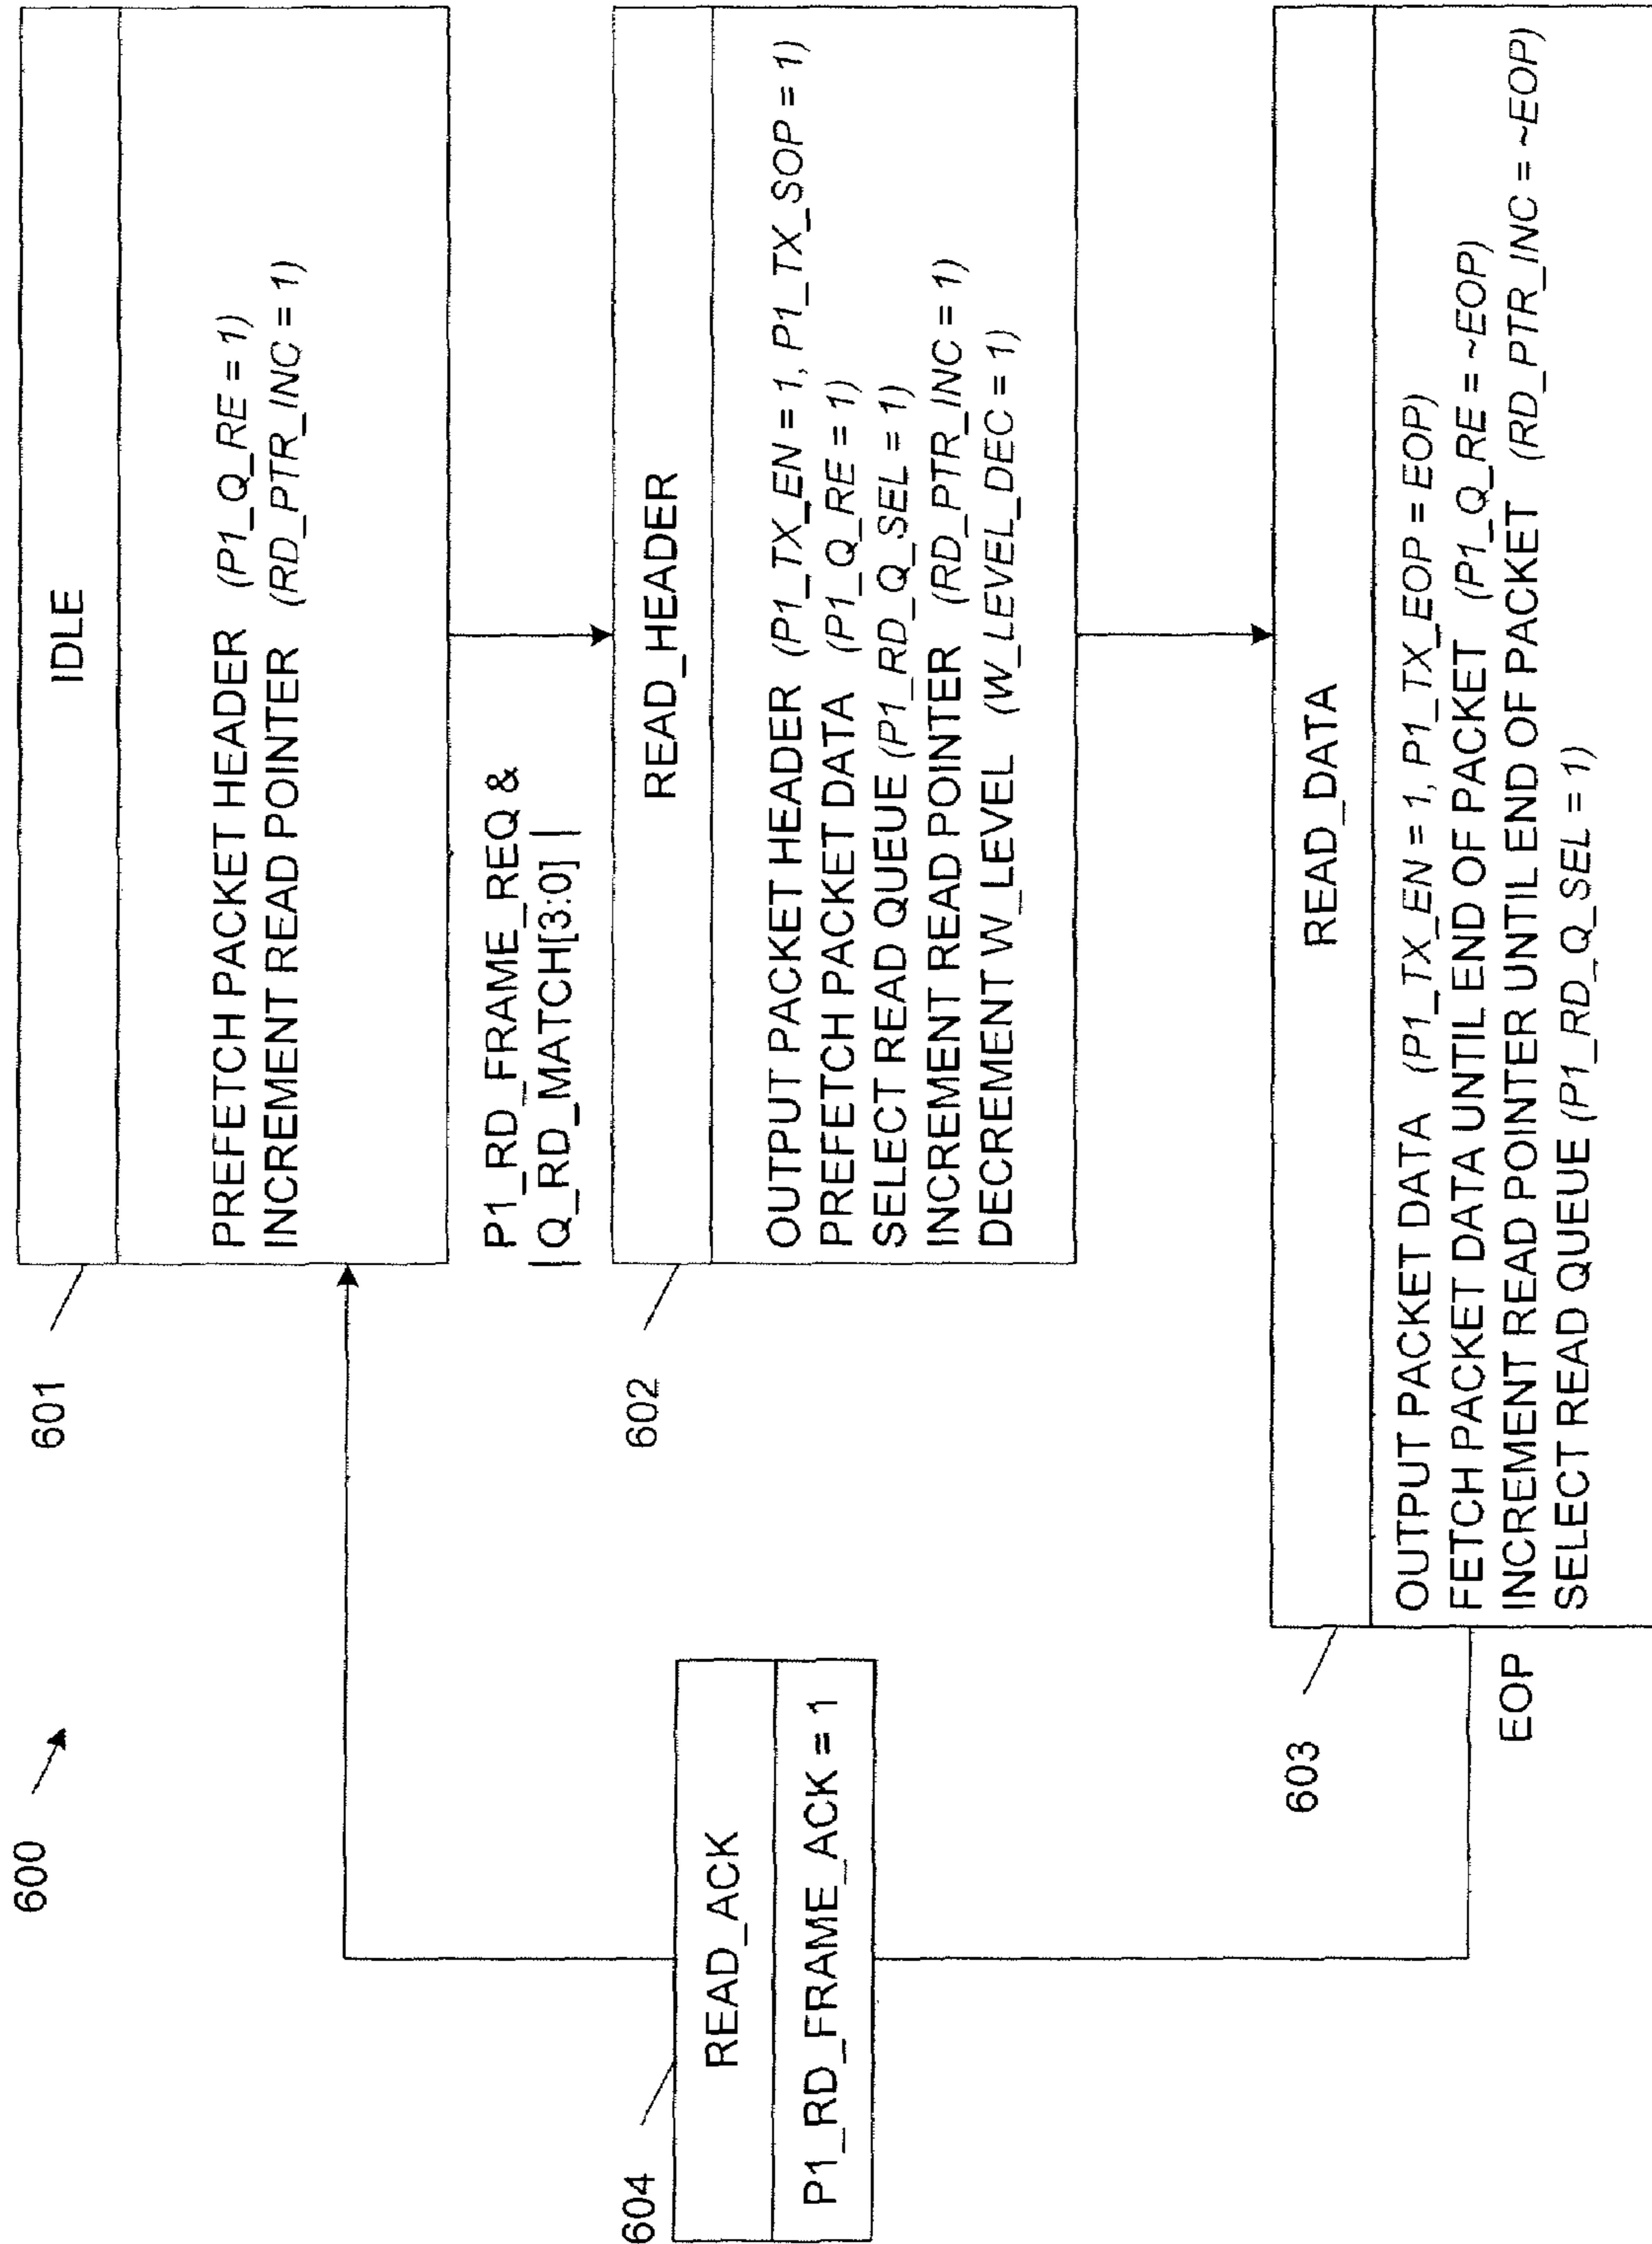 600
601
IDLE
PREFETCH PACKET HEADER (P1_Q_RE = 1)
INCREMENT READ POINTER (RD_PTR_INC = 1)
P1_RD_FRAME_REQ &
|Q_RD_MATCH[3:0] |
602
READ_HEADER
OUTPUT PACKET HEADER (P1_TX_EN = 1, P1_TX_SOP = 1)
PREFETCH PACKET DATA (P1_Q_RE = 1)
SELECT READ QUEUE (P1_RD_Q_SEL = 1)
INCREMENT READ POINTER (RD_PTR_INC = 1)
DECREMENT W_LEVEL (W_LEVEL_DEC = 1)
604
READ_ACK
P1_RD_FRAME_ACK = 1
603
READ_DATA
OUTPUT PACKET DATA (P1_TX_EN = 1, P1_TX_EOP = EOP)
FETCH PACKET DATA UNTIL END OF PACKET (P1_Q_RE = ~EOP)
INCREMENT READ POINTER UNTIL END OF PACKET (RD_PTR_INC = ~EOP)
SELECT READ QUEUE (P1_RD_Q_SEL = 1)
EOP